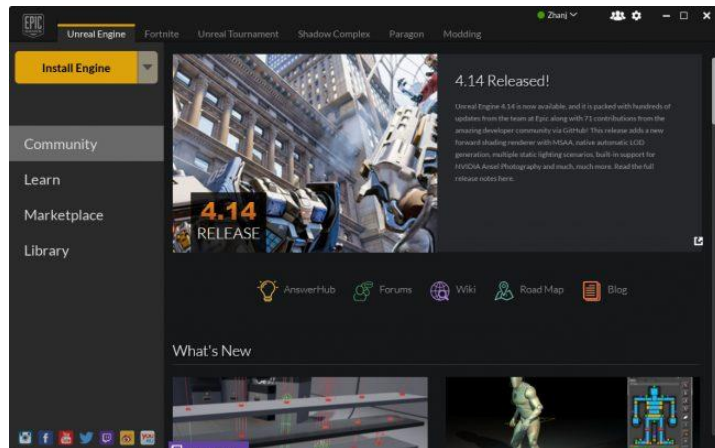 EPIC
GAMES
Zhanj
Unreal Engine Fortnite Unreal Tournament Shadow Complex Paragon Modding
Install Engine
Community
Learn
Marketplace
Library
4.14
RELEASE
4.14 Released!
Unreal Engine 4.14 is now available, and it is packed with hundreds of
updates from the team at Epic along with 71 contributions from the
amazing developer community via GitHub! This release adds a new
forward shading renderer with MSAA, native automatic LOD
generation, multiple static lighting scenarios, built-in support for
NVIDIA Ansel Photography and much, much more. Read the full
release notes here.
AnswerHub Forums Wiki Road Map Blog
What's New